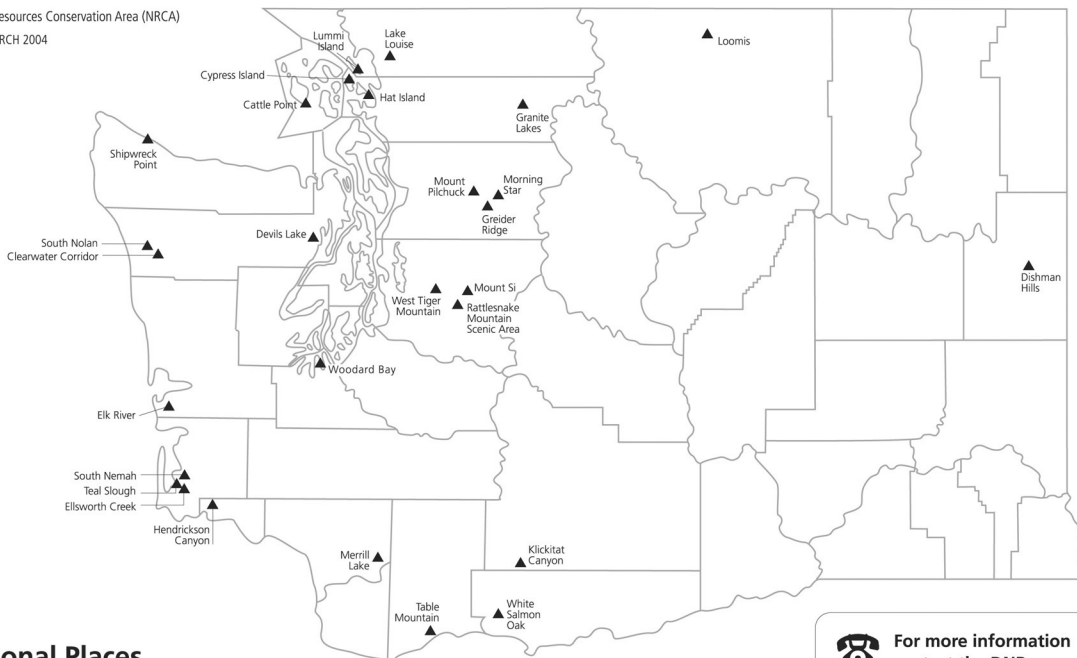 esources Conservation Area (NRCA)
RCH 2004
Lummi
Island
Lake
Louise
Loomis
Cypress Island
Cattle Point
Hat Island
Granite
Lakes
Shipwreck
Point
Mount
Pilchuck
Morning
Star
Greider
Ridge
Devils Lake
South Nolan
Clearwater Corridor
Dishman
Hills
West Tiger
Mountain
Mount Si
Rattlesnake
Mountain
Scenic Area
Woodard Bay
Elk River
South Nemah
Teal Slough
Ellsworth Creek
Hendrickson
Canyon
Merrill
Lake
Klickitat
Canyon
Table
Mountain
White
Salmon
Oak
onal Places
For more information